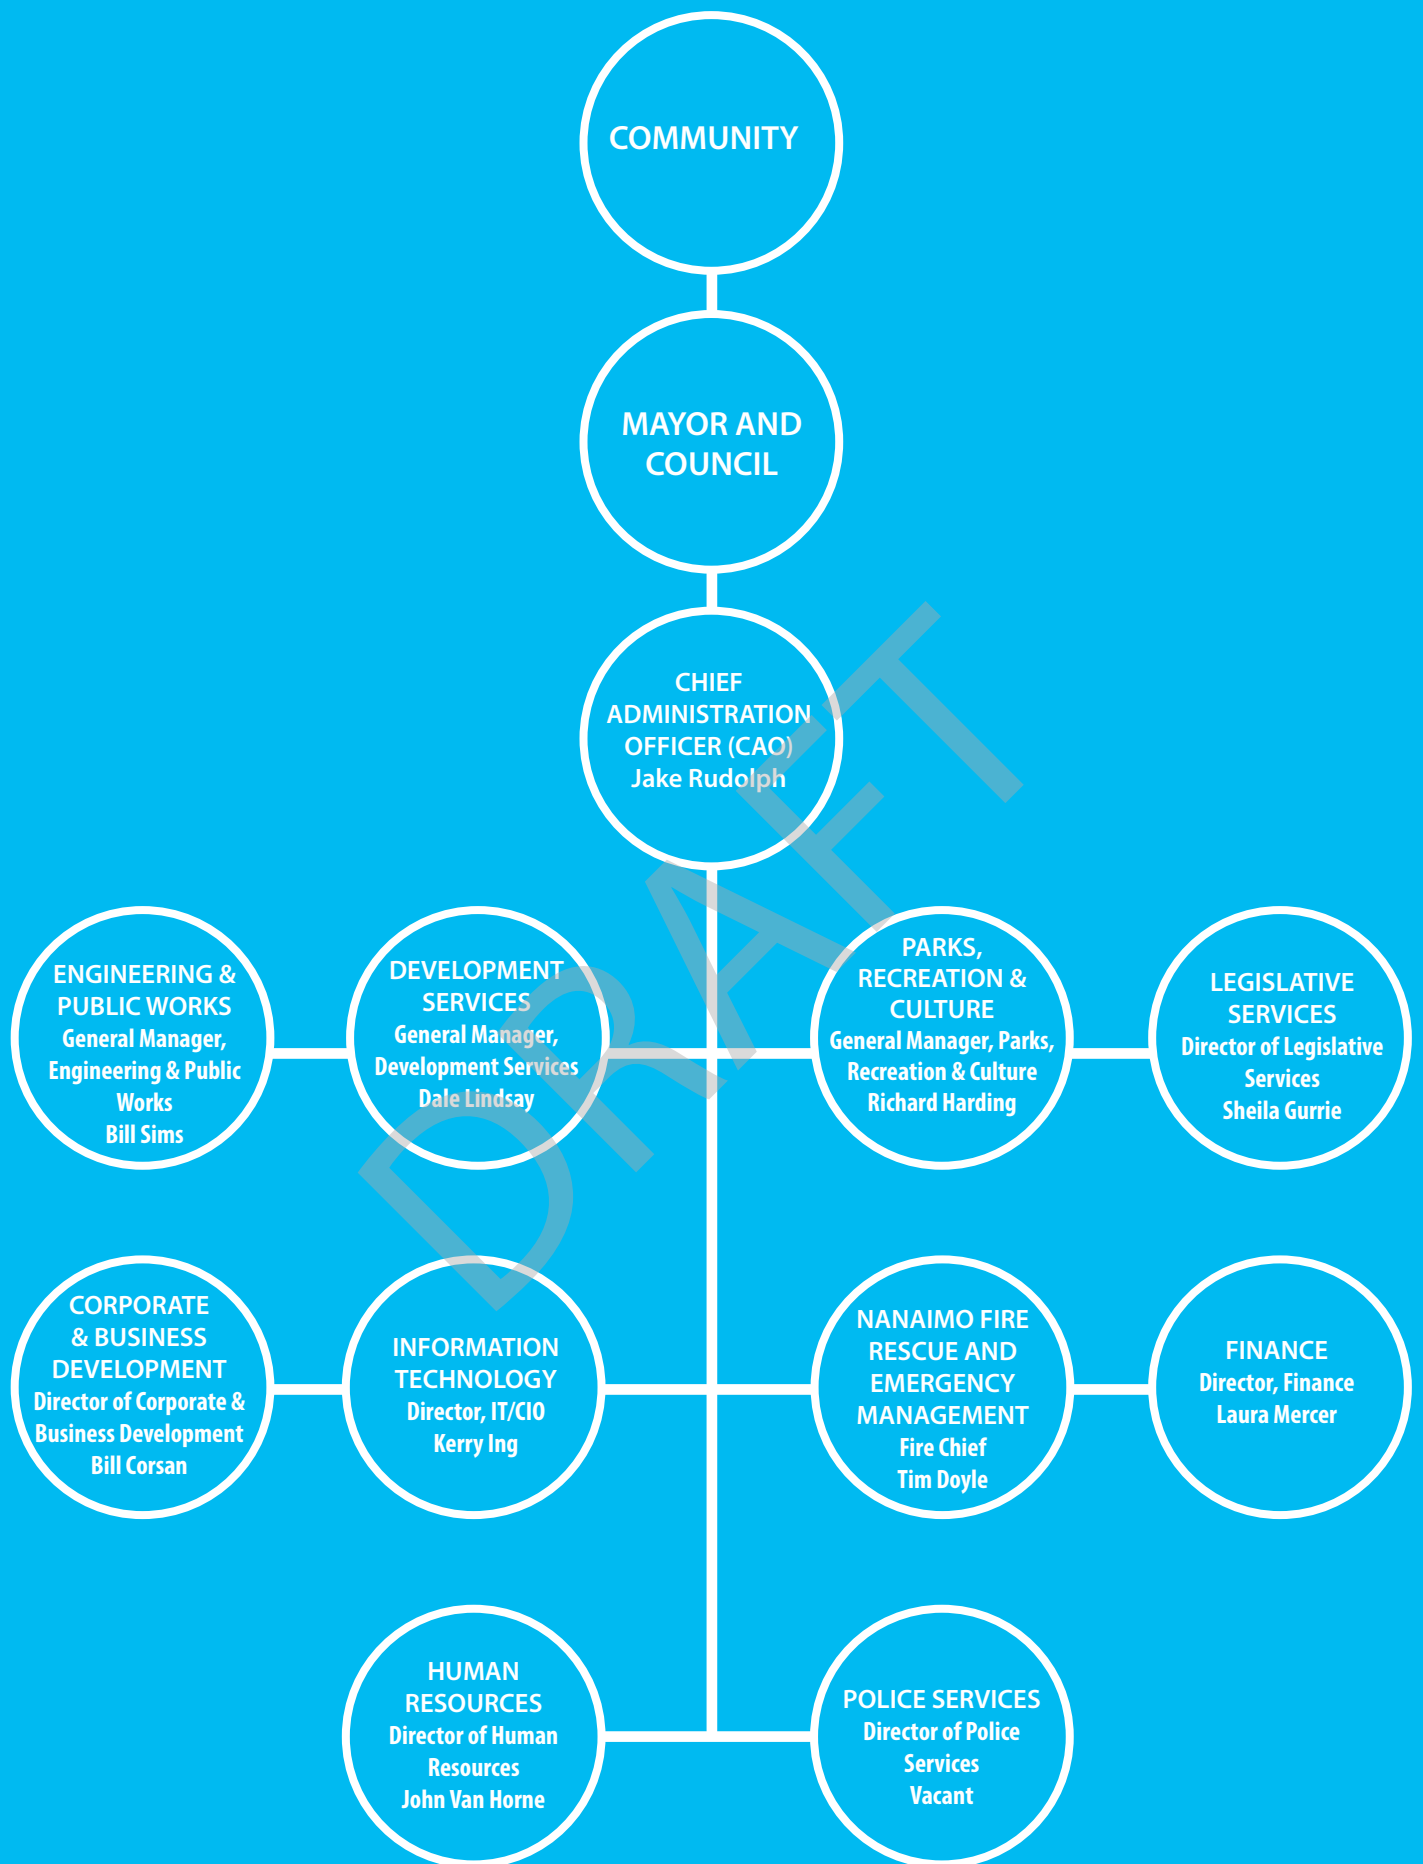 COMMUNITY
MAYOR AND
COUNCIL
CHIEF
ADMINISTRATION
OFFICER (CAO)
Jake Rudolph
ENGINEERING &
PUBLIC WORKS
General Manager,
Engineering & Public
Works
Bill Sims
DEVELOPMENT
SERVICES
General Manager,
Development Services
Dale Lindsay
PARKS,
RECREATION &
CULTURE
General Manager, Parks,
Recreation & Culture
Richard Harding
LEGISLATIVE
SERVICES
Director of Legislative
Services
Sheila Gurrie
CORPORATE
& BUSINESS
DEVELOPMENT
Director of Corporate &
Business Development
Bill Corsan
INFORMATION
TECHNOLOGY
Director, IT/CIO
Kerry Ing
NANAIMO FIRE
RESCUE AND
EMERGENCY
MANAGEMENT
Fire Chief
Tim Doyle
FINANCE
Director, Finance
Laura Mercer
HUMAN
RESOURCES
Director of Human
Resources
John Van Horne
POLICE SERVICES
Director of Police
Services
Vacant
DRAFT